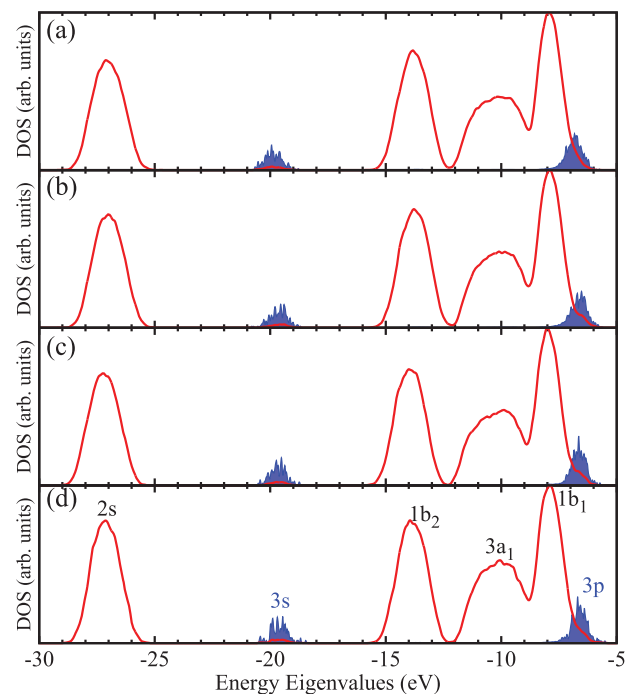 (a)
DOS (arb. units)
(b)
DOS (arb. units)
(c)
DOS (arb. units)
(d)
2s
3s
1b2
3a1
1b1
3p
DOS (arb. units)
-30 -25 -20 -15 -10 -5
Energy Eigenvalues (eV)